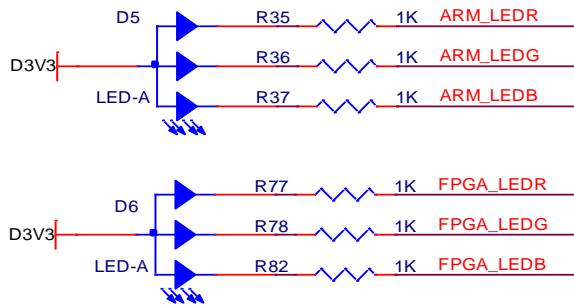 D5 R35 1K ARM_LEDR
D3V3 R36 1K ARM_LEDG
LED-A R37 1K ARM_LEDB
R77 1K FPGA_LEDR
D6
D3V3 R78 1K FPGA_LEDG
LED-A R82 1K FPGA_LEDB